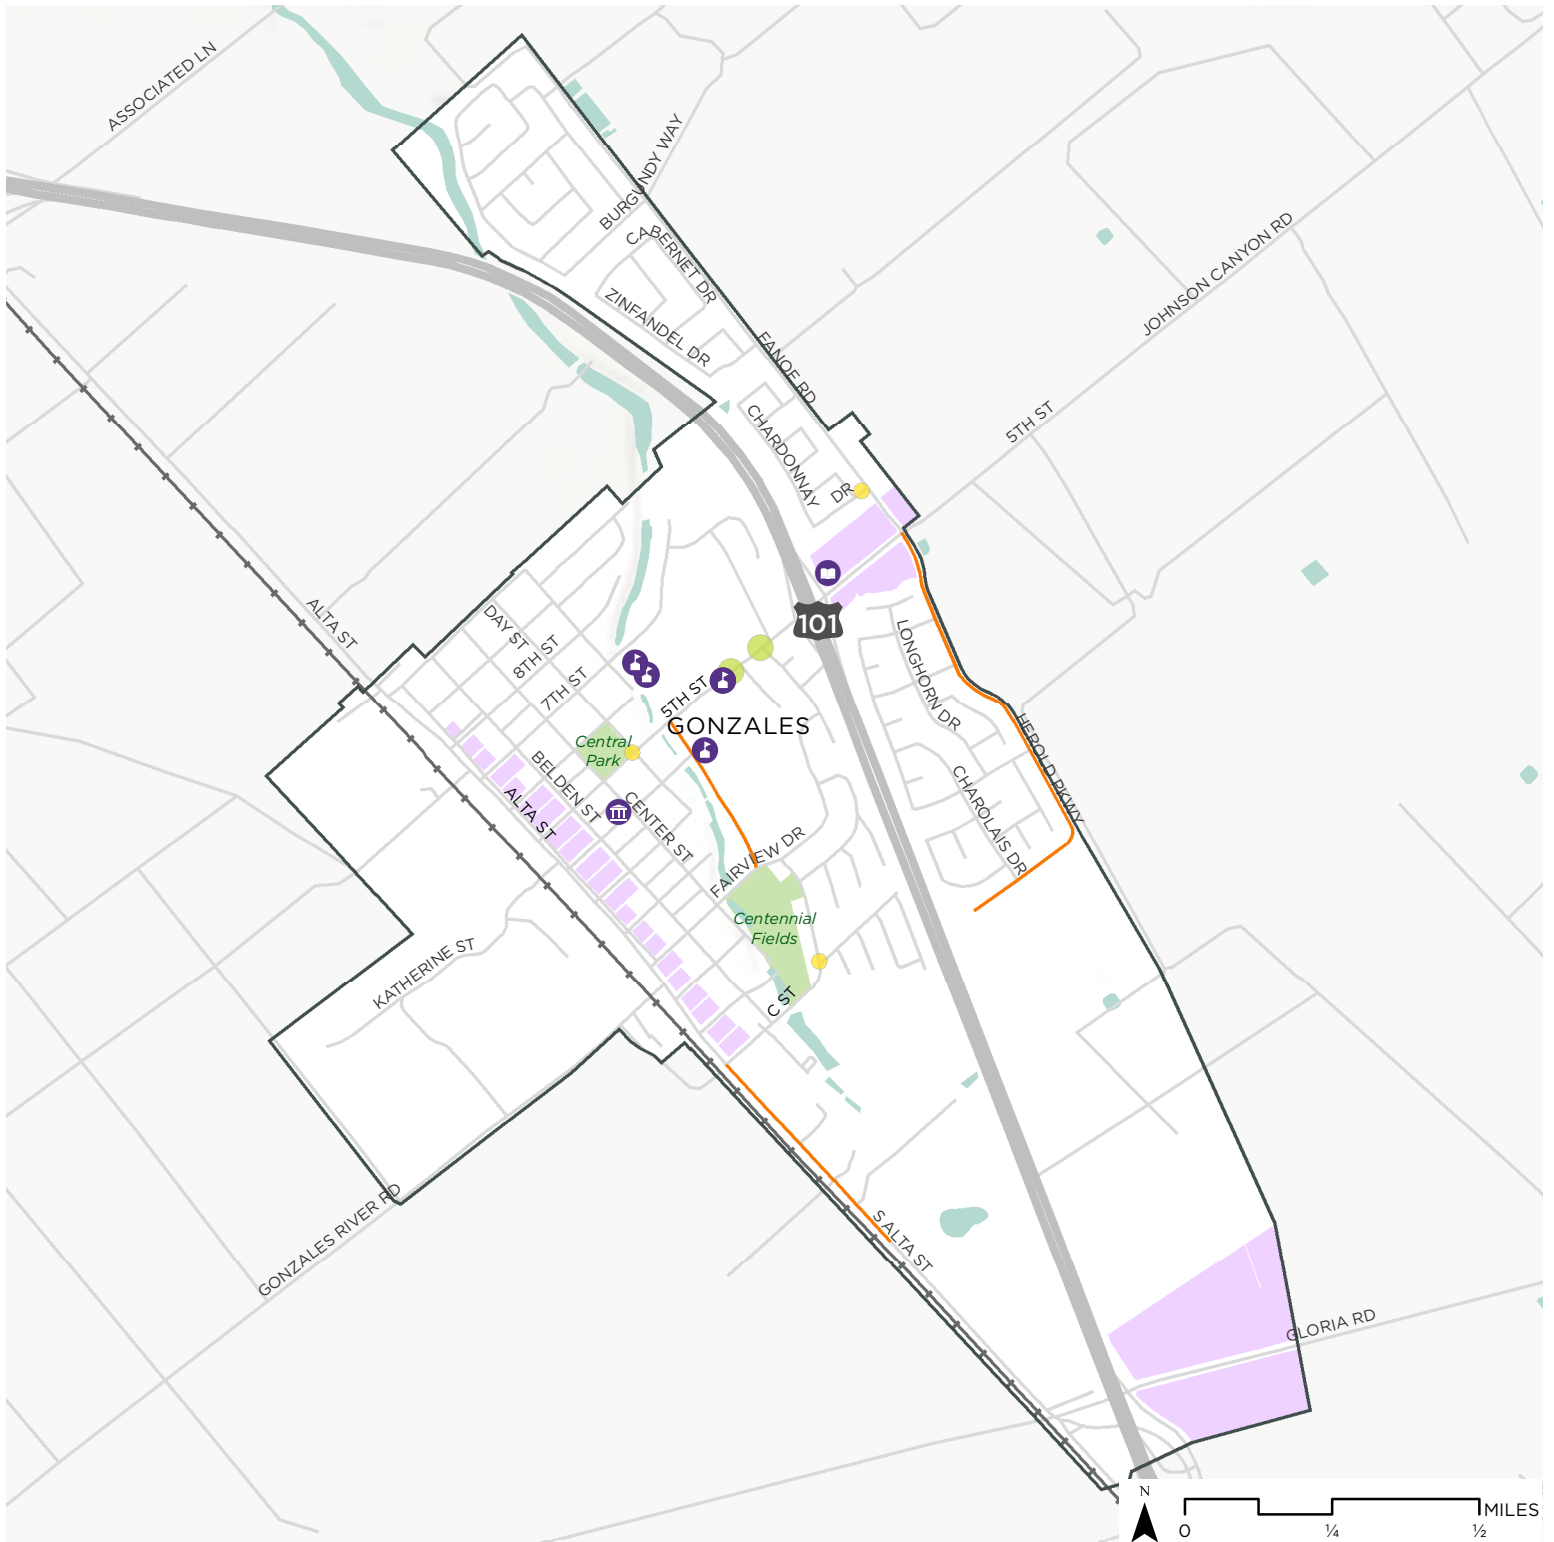 ASSOCIATED LN
BURGUNDY WAY
CABERNET DR
ZINFANDEL DR
FANOE RD
JOHNSON CANYON RD
5TH ST
CHARDONNAY DR
ALTA ST
DAY ST
8TH ST
7TH ST
101
LONGHORN DR
5TH ST
GONZALES
HEROLD PKWY
Central
Park
BELDEN ST
ALTA ST
CENTER ST
CHAROLAIS DR
FAIRVIEW DR
Centennial
Fields
KATHERINE ST
C ST
GONZALES RIVER RD
S ALTA ST
GLORIA RD
N
MILES
0
¼
½